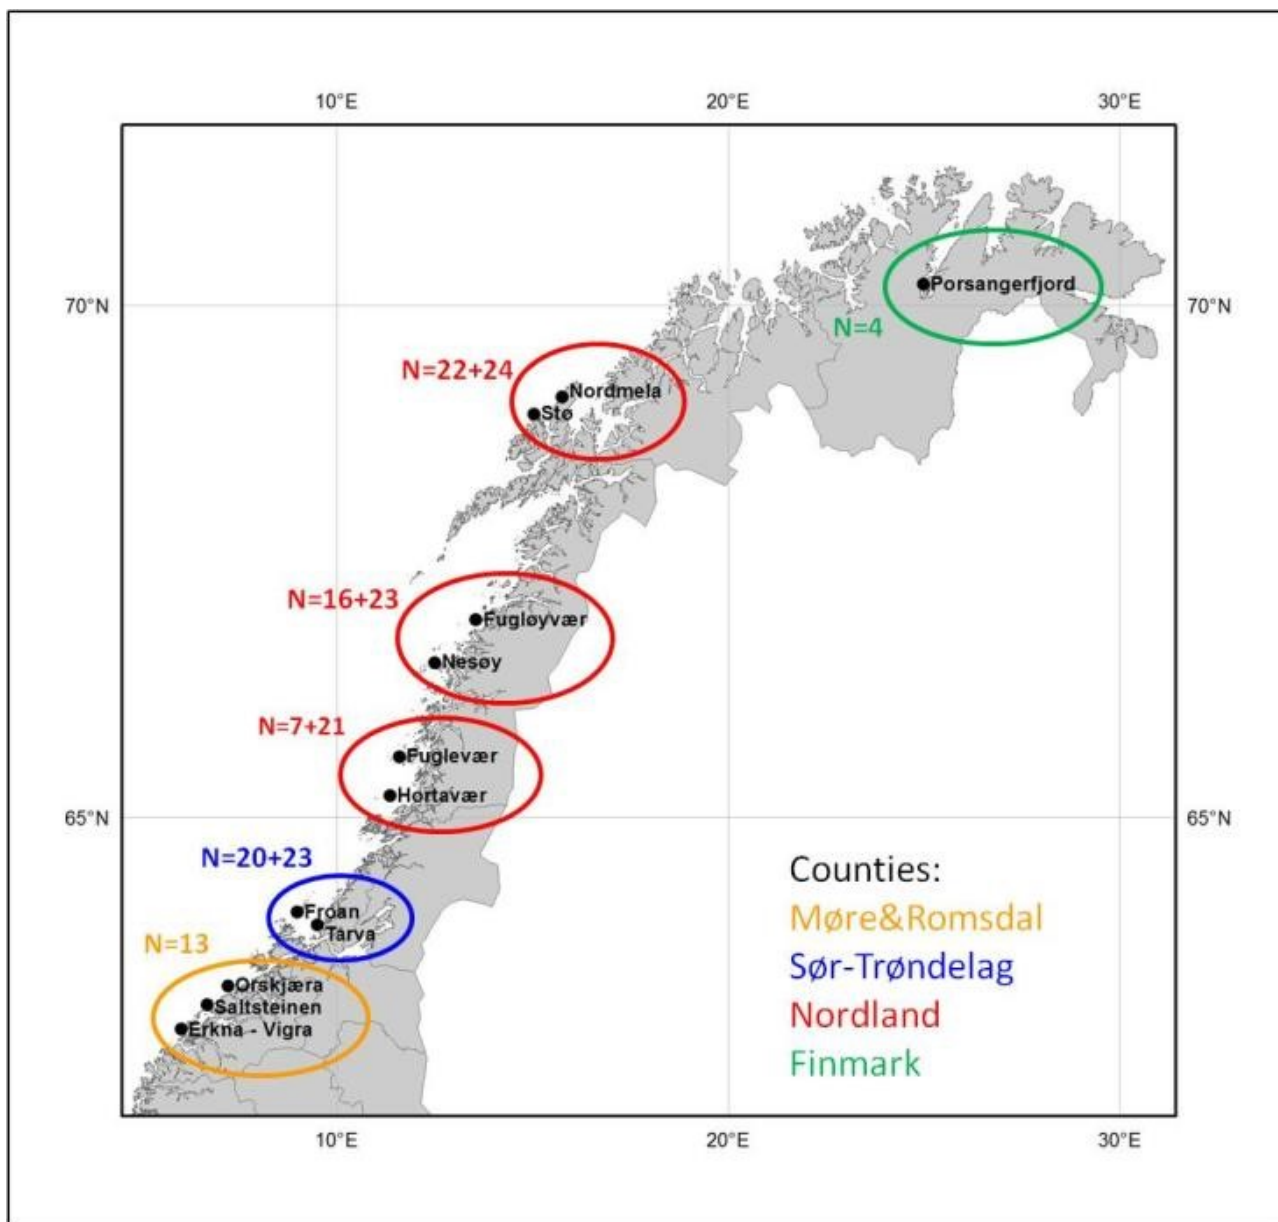 10°E 20°E 30°E
Porsangerfjord
70°N 70°N
N=4
N=22+24
Nordmela
Stø
N=16+23
Fugløyvær
Nesøy
N=7+21
Fuglevær
Hortavær
65°N 65°N
N=20+23
Froan
Tarva
N=13
Orskjæra
Saltsteinen
Erkna - Vigra
Counties:
Møre&Romsdal
Sør-Trøndelag
Nordland
Finmark
10°E 20°E 30°E